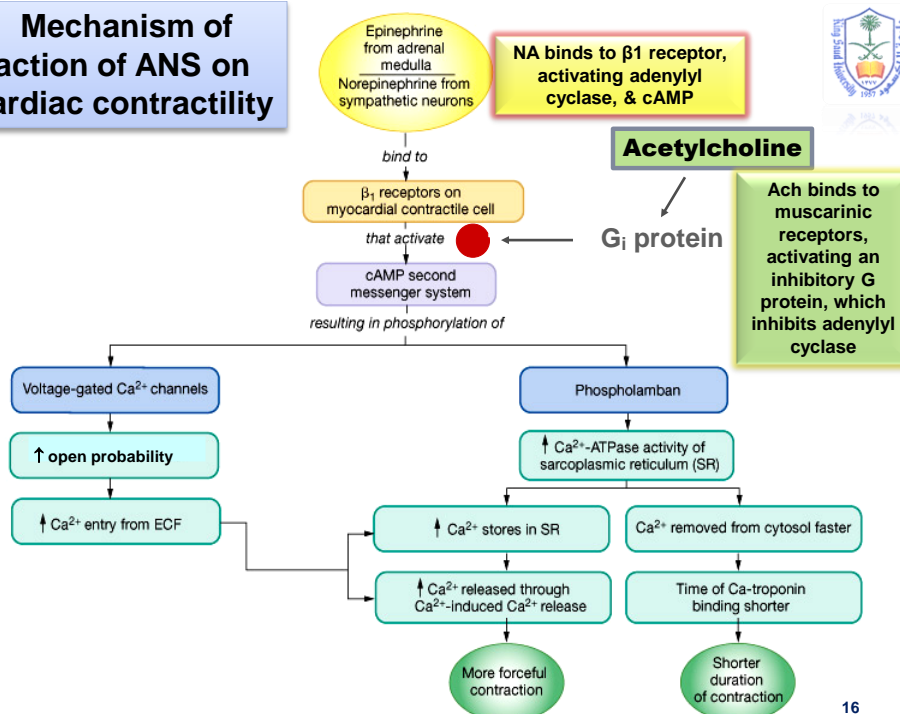 Mechanism of
action of ANS on
cardiac contractility
Epinephrine
from adrenal
medulla
Norepinephrine from
sympathetic neurons
NA binds to β1 receptor,
activating adenylyl
cyclase, & cAMP
bind to
Acetylcholine
β₁ receptors on
myocardial contractile cell
that activate
Gᵢ protein
Ach binds to
muscarinic
receptors,
activating an
inhibitory G
protein, which
inhibits adenylyl
cyclase
cAMP second
messenger system
resulting in phosphorylation of
Voltage-gated Ca²⁺ channels
Phospholamban
↑ open probability
↑ Ca²⁺-ATPase activity of
sarcoplasmic reticulum (SR)
↑ Ca²⁺ entry from ECF
↑ Ca²⁺ stores in SR
Ca²⁺ removed from cytosol faster
↑ Ca²⁺ released through
Ca²⁺-induced Ca²⁺ release
Time of Ca-troponin
binding shorter
More forceful
contraction
Shorter
duration
of contraction
King Saud University
1957
16